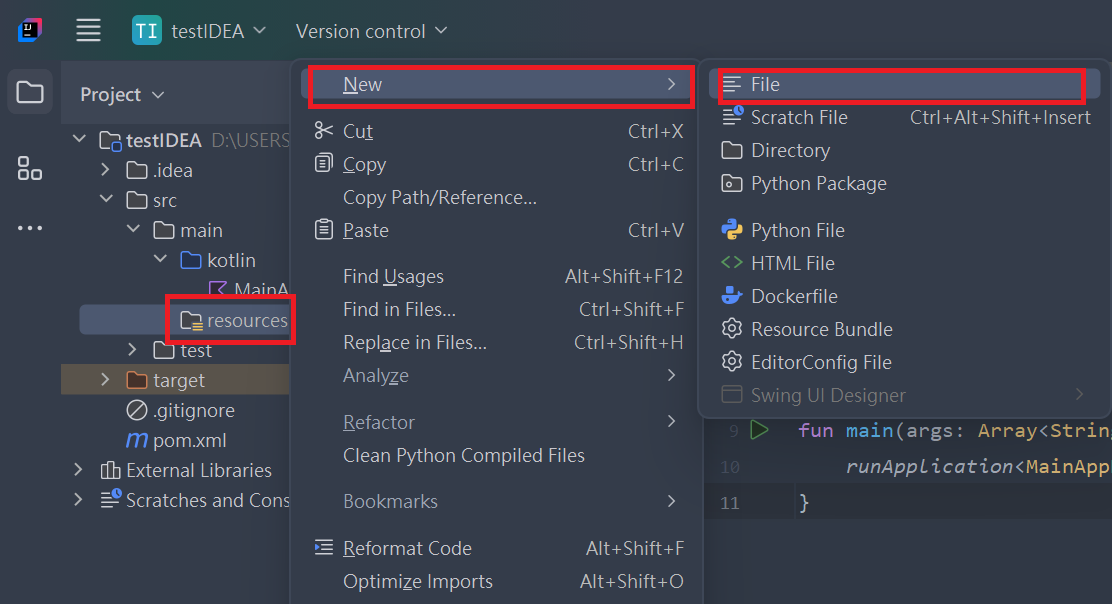 TI testIDEA Version control
Project
testIDEA D:\USERS
.idea
src
main
kotlin
MainA
resources
test
target
.gitignore
pom.xml
External Libraries
Scratches and Cons
New
Cut Ctrl+X
Copy Ctrl+C
Copy Path/Reference...
Paste Ctrl+V
Find Usages Alt+Shift+F12
Find in Files... Ctrl+Shift+F
Replace in Files... Ctrl+Shift+H
Analyze
Refactor
Clean Python Compiled Files
Bookmarks
Reformat Code Alt+Shift+F
Optimize Imports Alt+Shift+O
File
Scratch File Ctrl+Alt+Shift+Insert
Directory
Python Package
Python File
HTML File
Dockerfile
Resource Bundle
EditorConfig File
Swing UI Designer
9 fun main(args: Array<String
10 runApplication<MainApp
11 }